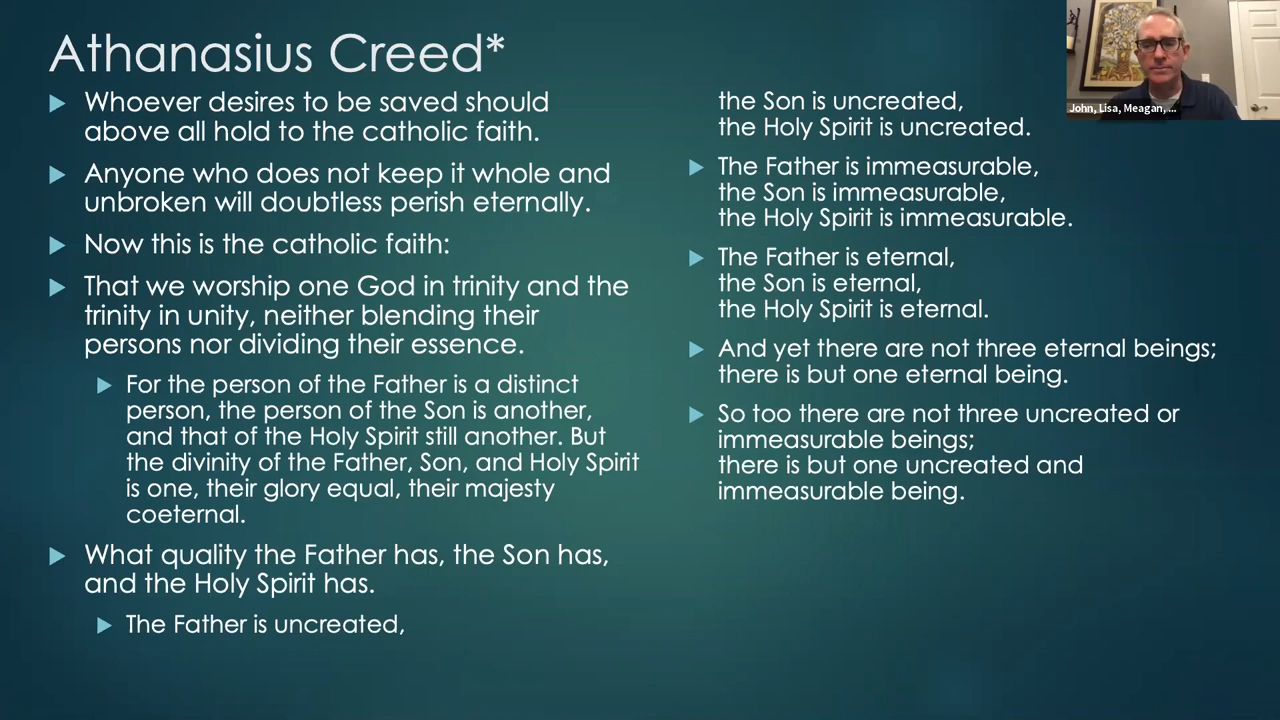 Athanasius Creed*
Whoever desires to be saved should
above all hold to the catholic faith.
Anyone who does not keep it whole and
unbroken will doubtless perish eternally.
Now this is the catholic faith:
That we worship one God in trinity and the
trinity in unity, neither blending their
persons nor dividing their essence.
For the person of the Father is a distinct
person, the person of the Son is another,
and that of the Holy Spirit still another. But
the divinity of the Father, Son, and Holy Spirit
is one, their glory equal, their majesty
coeternal.
What quality the Father has, the Son has,
and the Holy Spirit has.
The Father is uncreated,
the Son is uncreated,
the Holy Spirit is uncreated.
The Father is immeasurable,
the Son is immeasurable,
the Holy Spirit is immeasurable.
The Father is eternal,
the Son is eternal,
the Holy Spirit is eternal.
And yet there are not three eternal beings;
there is but one eternal being.
So too there are not three uncreated or
immeasurable beings;
there is but one uncreated and
immeasurable being.
John, Lisa, Meagan, ...